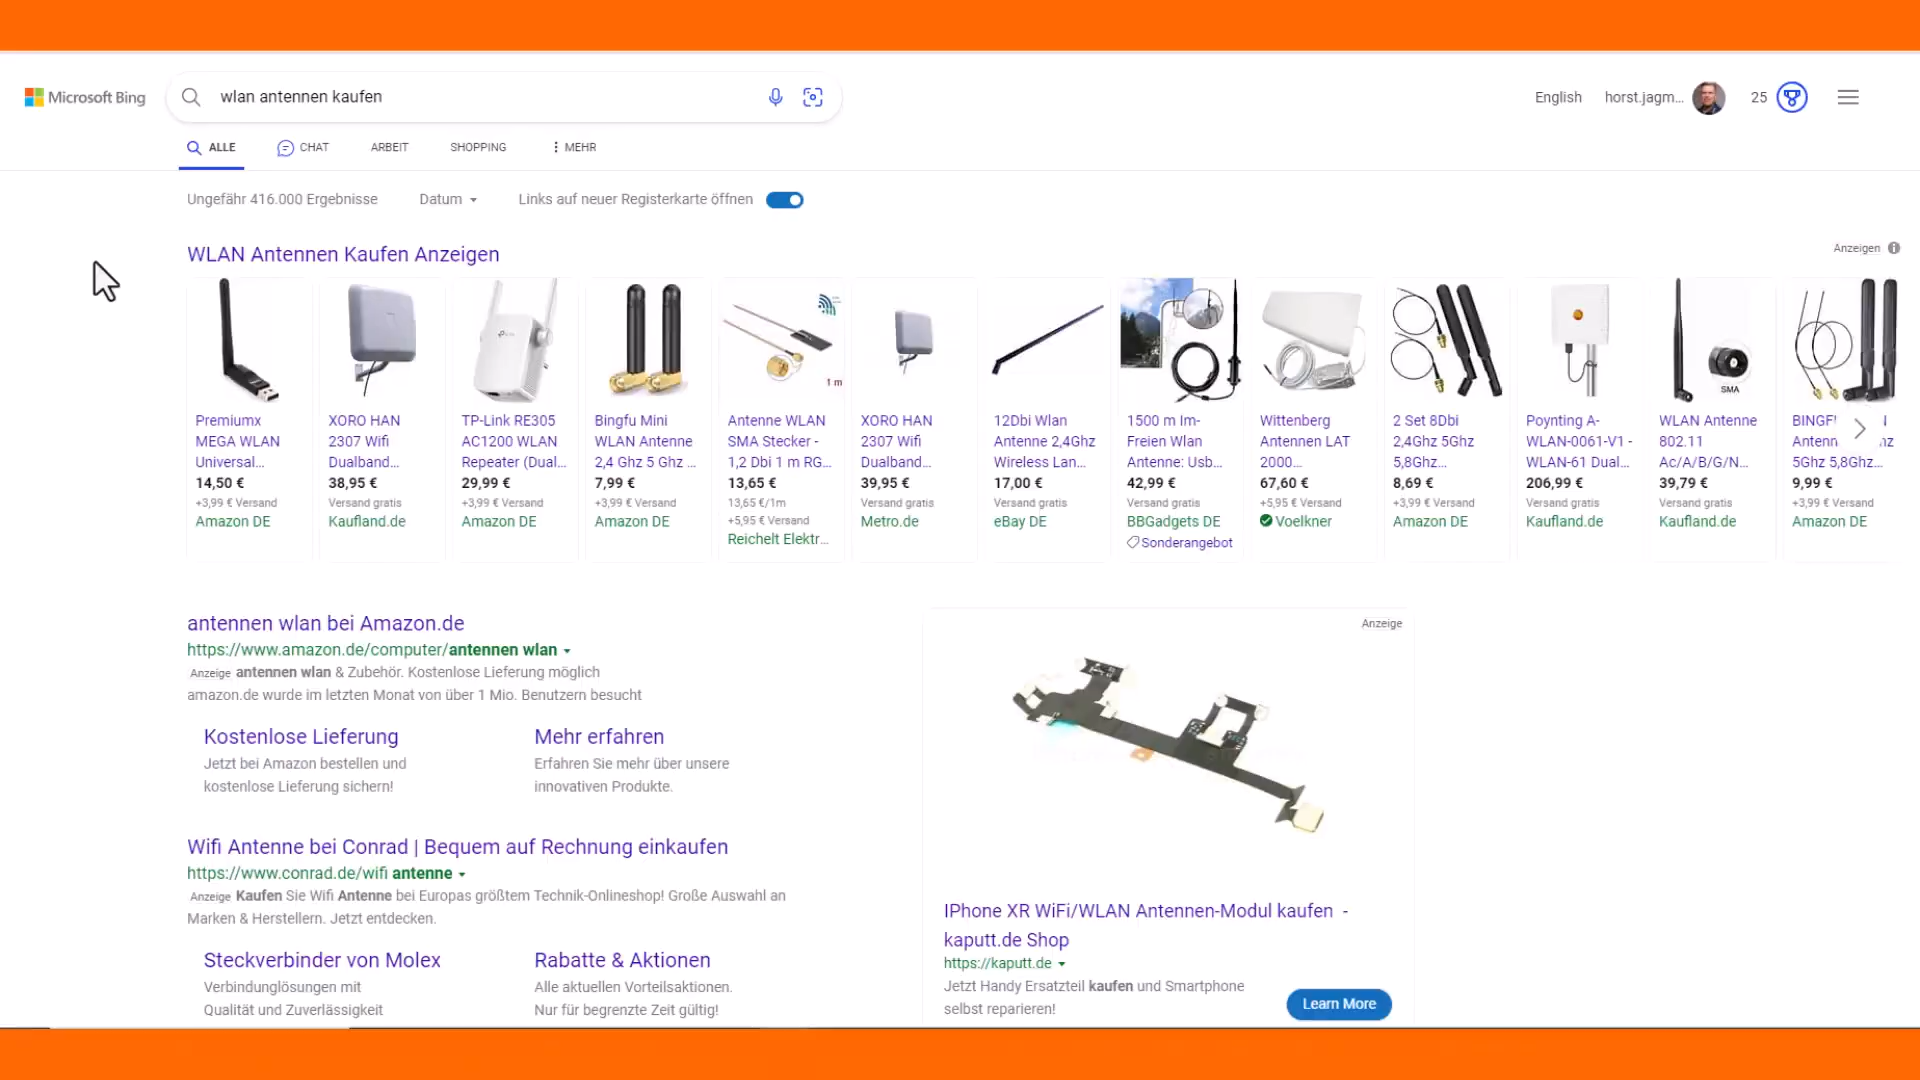 Microsoft Bing
wlan antennen kaufen
English
horst.jagm...
25
ALLE
CHAT
ARBEIT
SHOPPING
MEHR
Ungefähr 416.000 Ergebnisse
Datum
Links auf neuer Registerkarte öffnen
WLAN Antennen Kaufen Anzeigen
Anzeigen
Premiumx
MEGA WLAN
Universal...
14,50 €
+3,99 € Versand
Amazon DE
XORO HAN
2307 Wifi
Dualband...
38,95 €
Versand gratis
Kaufland.de
TP-Link RE305
AC1200 WLAN
Repeater (Dual...
29,99 €
+3,99 € Versand
Amazon DE
Bingfu Mini
WLAN Antenne
2,4 Ghz 5 Ghz ...
7,99 €
+3,99 € Versand
Amazon DE
1 m
Antenne WLAN
SMA Stecker -
1,2 Dbi 1 m RG...
13,65 €
13,65 €/1m
+5,95 € Versand
Reichelt Elektr...
XORO HAN
2307 Wifi
Dualband...
39,95 €
Versand gratis
Metro.de
12Dbi Wlan
Antenne 2,4Ghz
Wireless Lan...
17,00 €
Versand gratis
eBay DE
1500 m Im-
Freien Wlan
Antenne: Usb...
42,99 €
Versand gratis
BBGadgets DE
Sonderangebot
Wittenberg
Antennen LAT
2000...
67,60 €
+5,95 € Versand
Voelkner
2 Set 8Dbi
2,4Ghz 5Ghz
5,8Ghz...
8,69 €
+3,99 € Versand
Amazon DE
Poynting A-
WLAN-0061-V1 -
WLAN-61 Dual...
206,99 €
Versand gratis
Kaufland.de
SMA
WLAN Antenne
802.11
Ac/A/B/G/N...
39,79 €
Versand gratis
Kaufland.de
5Ghz 5,8Ghz...
9,99 €
+3,99 € Versand
Amazon DE
antennen wlan bei Amazon.de
https://www.amazon.de/computer/antennen wlan
Anzeige antennen wlan & Zubehör. Kostenlose Lieferung möglich
amazon.de wurde im letzten Monat von über 1 Mio. Benutzern besucht
Kostenlose Lieferung
Jetzt bei Amazon bestellen und
kostenlose Lieferung sichern!
Mehr erfahren
Erfahren Sie mehr über unsere
innovativen Produkte.
Wifi Antenne bei Conrad | Bequem auf Rechnung einkaufen
https://www.conrad.de/wifi antenne
Anzeige Kaufen Sie Wifi Antenne bei Europas größtem Technik-Onlineshop! Große Auswahl an
Marken & Herstellern. Jetzt entdecken.
Steckverbinder von Molex
Verbindunglösungen mit
Qualität und Zuverlässigkeit
Rabatte & Aktionen
Alle aktuellen Vorteilsaktionen.
Nur für begrenzte Zeit gültig!
Anzeige
IPhone XR WiFi/WLAN Antennen-Modul kaufen -
kaputt.de Shop
https://kaputt.de
Jetzt Handy Ersatzteil kaufen und Smartphone
selbst reparieren!
Learn More